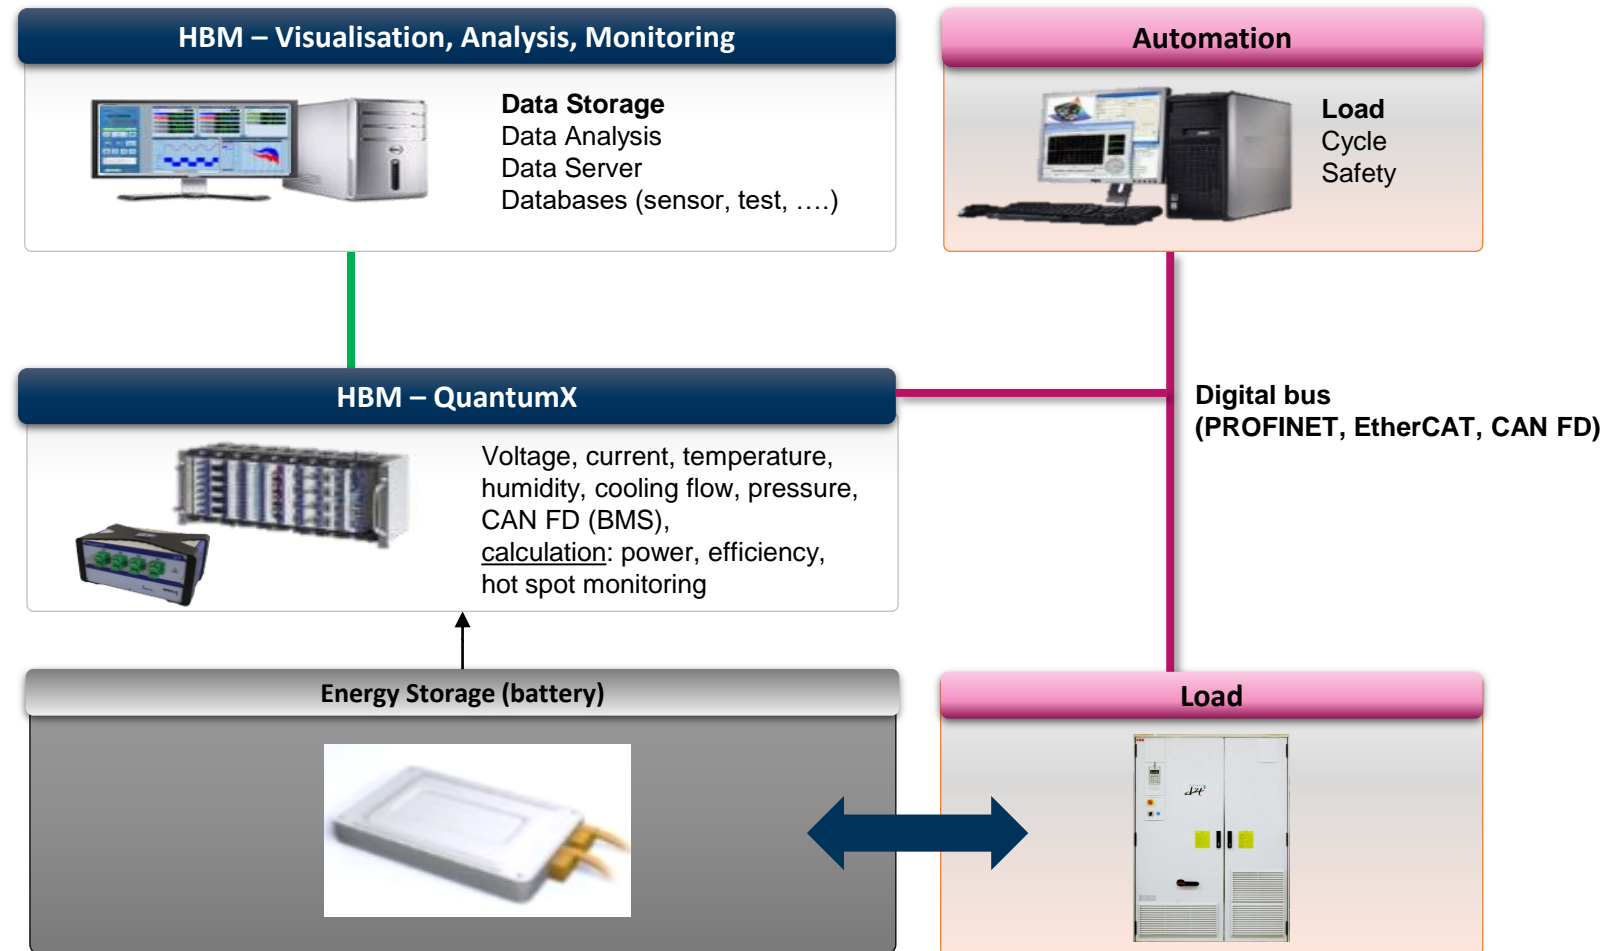 HBM – Visualisation, Analysis, Monitoring
Data Storage
Data Analysis
Data Server
Databases (sensor, test, ....)
Automation
Load
Cycle
Safety
HBM – QuantumX
Voltage, current, temperature,
humidity, cooling flow, pressure,
CAN FD (BMS),
calculation: power, efficiency,
hot spot monitoring
Digital bus
(PROFINET, EtherCAT, CAN FD)
Energy Storage (battery)
Load